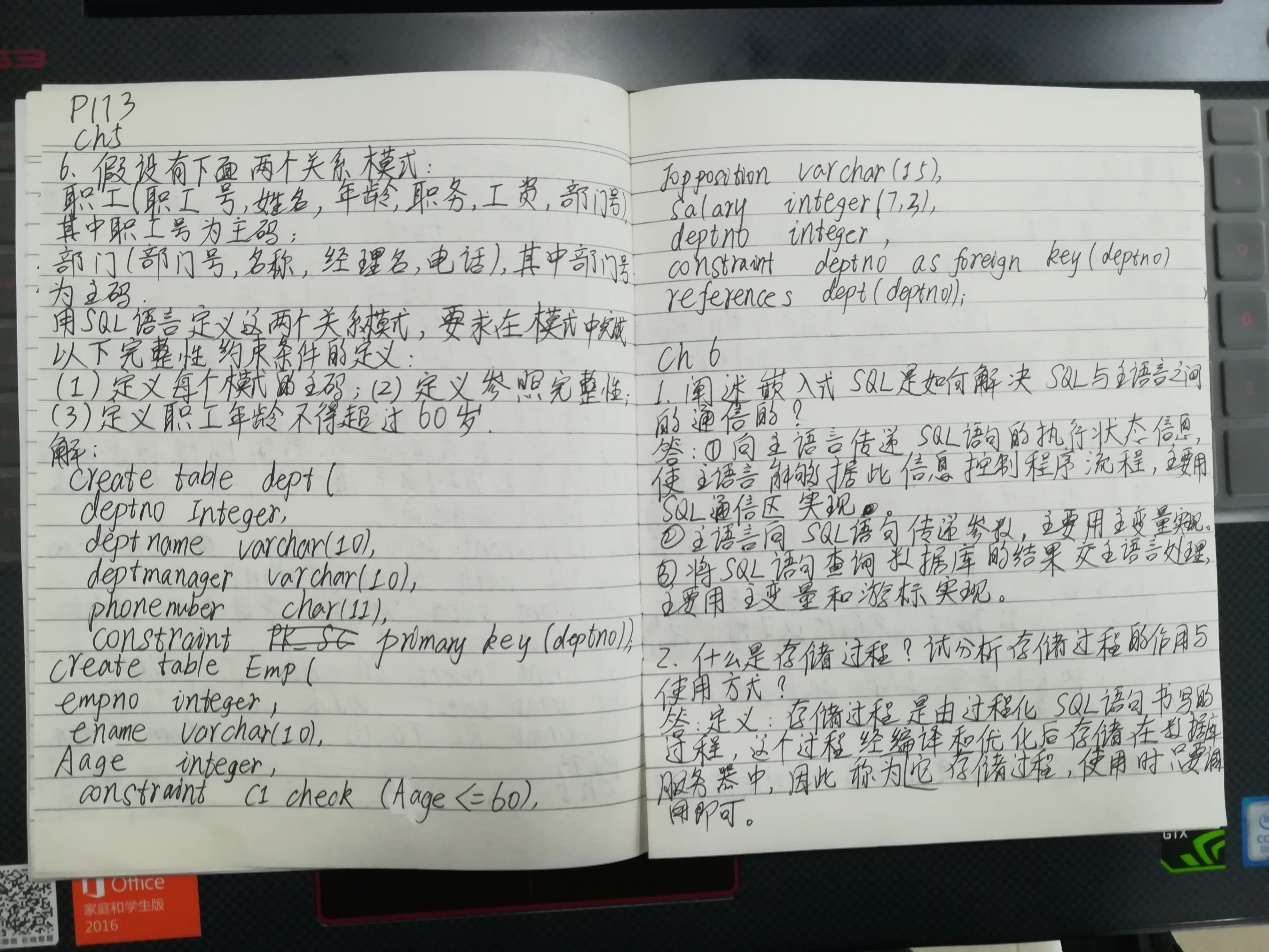 P173
Ch5
6. 假设有下面两个关系模式:
职工(职工号,姓名,年龄,职务,工资,部门号)
其中职工号为主码;
部门(部门号,名称,经理名,电话),其中部门号
为主码.
用SQL语言定义这两个关系模式,要求在模式中完成
以下完整性约束条件的定义:
(1)定义每个模式的主码;(2)定义参照完整性;
(3)定义职工年龄不得超过60岁.
解:
create table dept(
deptno Integer,
deptname varchar(10),
deptmanager varchar(10),
phonenuber char(11),
constraint PK_SC primary key(deptno));
create table Emp(
empno integer,
ename varchar(10),
Aage integer,
constraint C1 check (Aage<=60),
Jopposition varchar(15),
salary integer(7,3),
deptno integer,
constraint deptno as foreign key(deptno)
references dept(deptno));
Ch 6
1. 阐述嵌入式SQL是如何解决SQL与主语言之间
的通信的?
答:①向主语言传递SQL语句的执行状态信息,
使主语言能够据此信息控制程序流程,主要用
SQL通信区实现。
②主语言向SQL语句传递参数,主要用主变量实现。
③将SQL语句查询数据库的结果交主语言处理,
主要用主变量和游标实现。
2. 什么是存储过程?试分析存储过程的作用与
使用方式?
答:定义:存储过程是由过程化SQL语句书写的
过程,这个过程经编译和优化后存储在数据库
服务器中,因此称为它存储过程,使用时只要调
用即可。
GTX
Office
家庭和学生版
2016